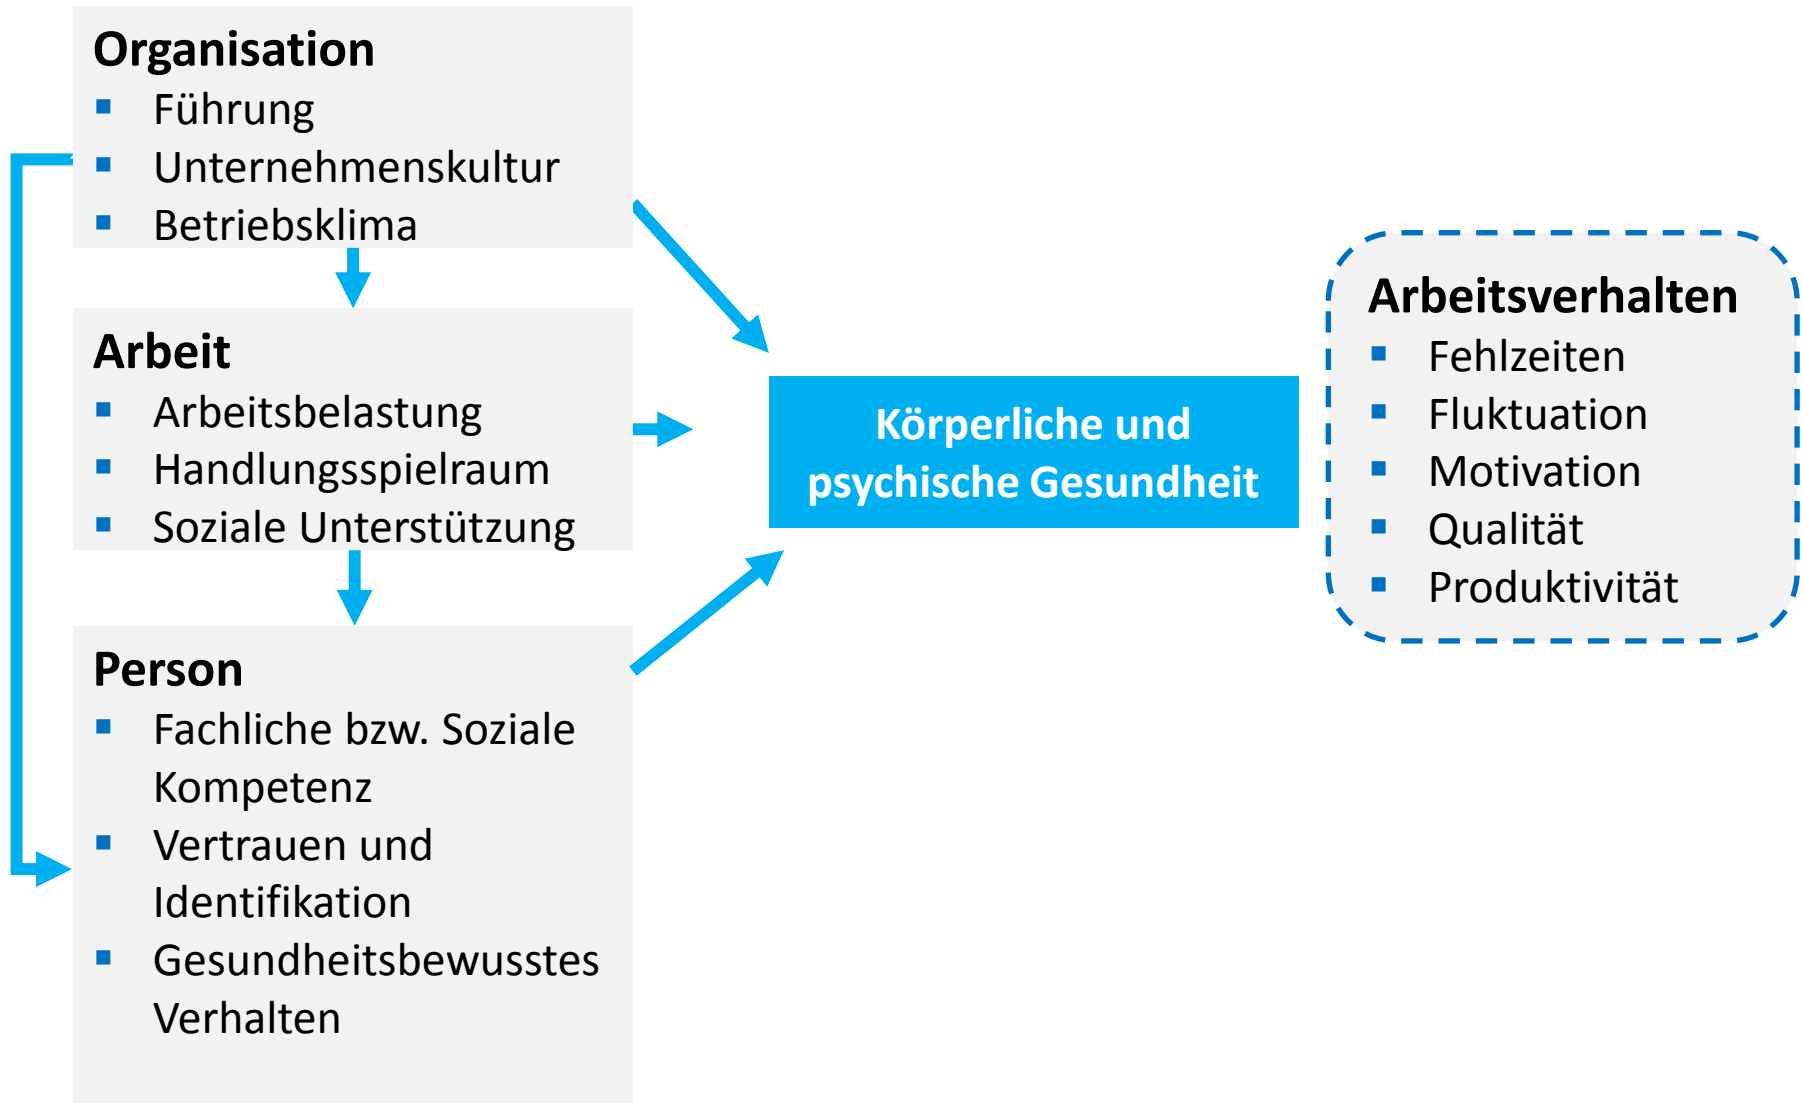 Organisation
Führung
Unternehmenskultur
Betriebsklima
Arbeit
Arbeitsbelastung
Handlungsspielraum
Soziale Unterstützung
Person
Fachliche bzw. Soziale
Kompetenz
Vertrauen und
Identifikation
Gesundheitsbewusstes
Verhalten
Körperliche und
psychische Gesundheit
Arbeitsverhalten
Fehlzeiten
Fluktuation
Motivation
Qualität
Produktivität